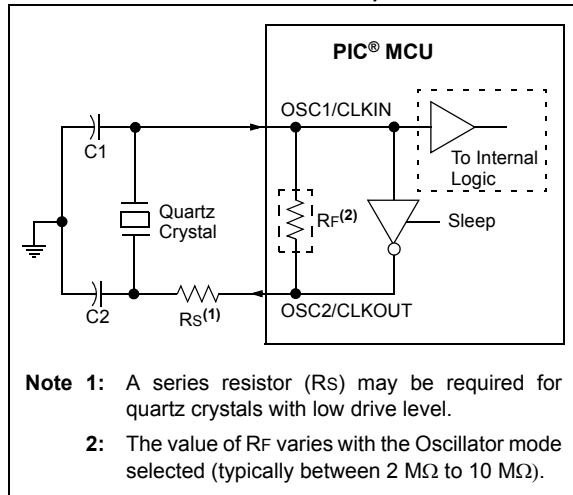 PIC® MCU
OSC1/CLKIN
C1
To Internal
Logic
Quartz
Crystal
RF(2)
Sleep
C2
RS(1)
OSC2/CLKOUT
Note 1: A series resistor (RS) may be required for
quartz crystals with low drive level.
2: The value of RF varies with the Oscillator mode
selected (typically between 2 MΩ to 10 MΩ).